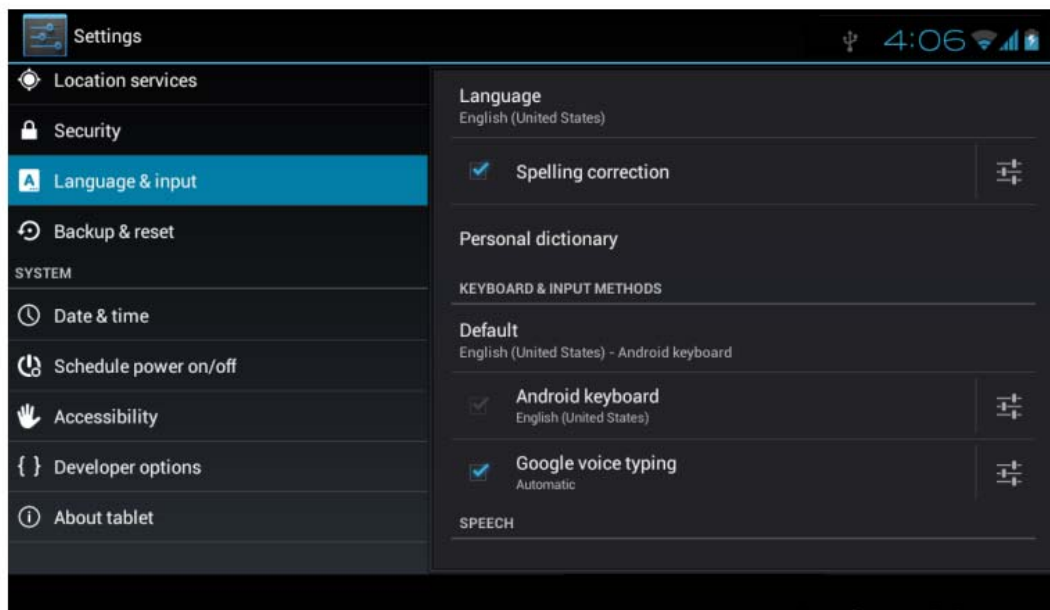 Settings
4:06
Location services
Security
Language & input
Backup & reset
SYSTEM
Date & time
Schedule power on/off
Accessibility
{ } Developer options
About tablet
Language
English (United States)
Spelling correction
Personal dictionary
KEYBOARD & INPUT METHODS
Default
English (United States) - Android keyboard
Android keyboard
English (United States)
Google voice typing
Automatic
SPEECH